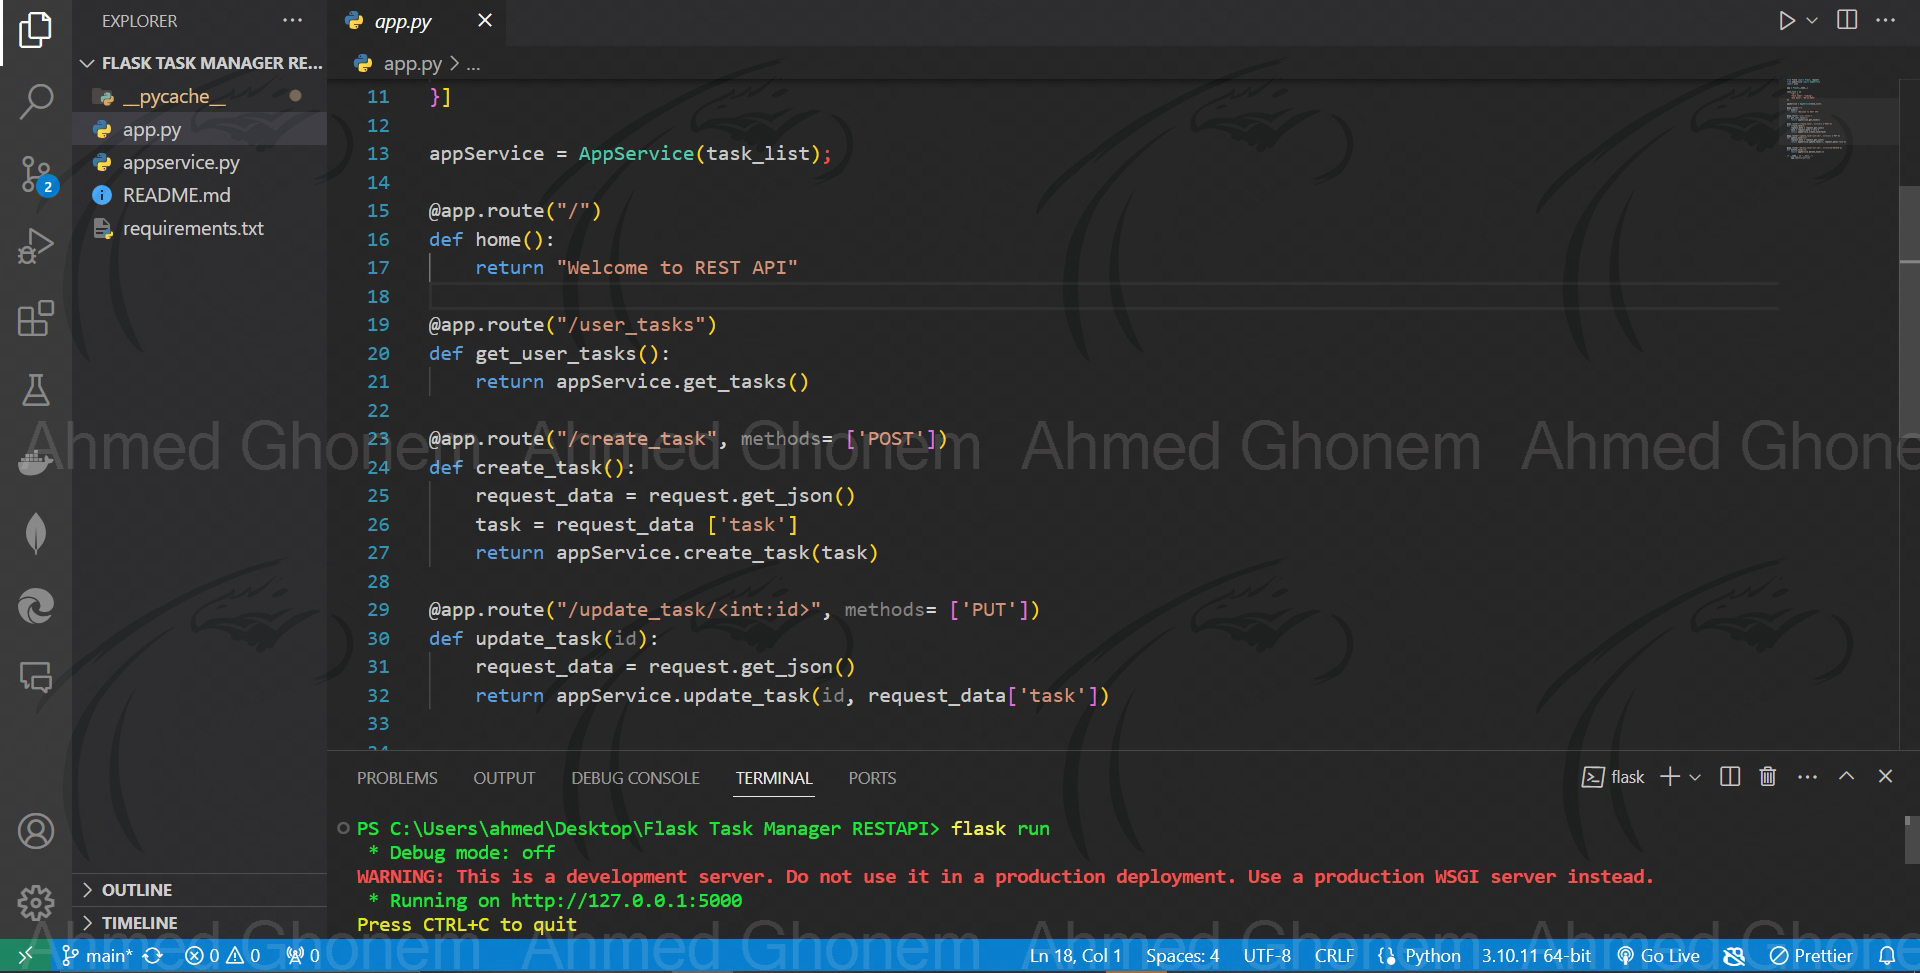 EXPLORER
FLASK TASK MANAGER RE...
__pycache__
app.py
appservice.py
README.md
requirements.txt
2
OUTLINE
TIMELINE
app.py
app.py > ...
11 }]
12
13 appService = AppService(task_list);
14
15 @app.route("/")
16 def home():
17     return "Welcome to REST API"
18
19 @app.route("/user_tasks")
20 def get_user_tasks():
21     return appService.get_tasks()
22
23 @app.route("/create_task", methods= ['POST'])
24 def create_task():
25     request_data = request.get_json()
26     task = request_data ['task']
27     return appService.create_task(task)
28
29 @app.route("/update_task/<int:id>", methods= ['PUT'])
30 def update_task(id):
31     request_data = request.get_json()
32     return appService.update_task(id, request_data['task'])
33
Ahmed Ghonem Ahmed Ghonem Ahmed Ghonem Ahmed Ghone
PROBLEMS OUTPUT DEBUG CONSOLE TERMINAL PORTS flask
PS C:\Users\ahmed\Desktop\Flask Task Manager RESTAPI> flask run
 * Debug mode: off
WARNING: This is a development server. Do not use it in a production deployment. Use a production WSGI server instead.
 * Running on http://127.0.0.1:5000
Press CTRL+C to quit
Ahmed Ghonem Ahmed Ghonem Ahmed Ghonem Ahmed Ghone
main* 0 0 0 Ln 18, Col 1 Spaces: 4 UTF-8 CRLF Python 3.10.11 64-bit Go Live Prettier